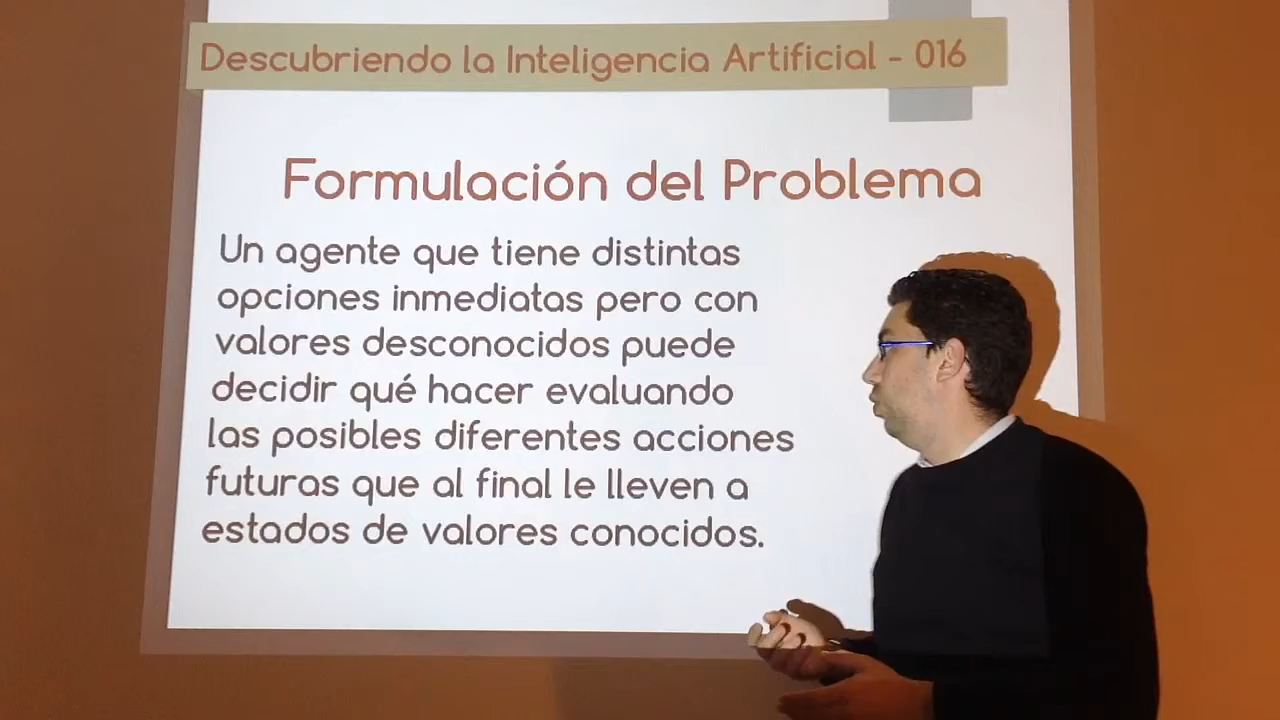 Descubriendo la Inteligencia Artificial - 016
Formulación del Problema
Un agente que tiene distintas
opciones inmediatas pero con
valores desconocidos puede
decidir qué hacer evaluando
las posibles diferentes acciones
futuras que al final le lleven a
estados de valores conocidos.